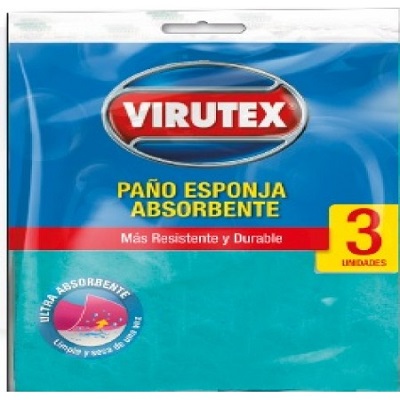 VIRUTEX
PAÑO ESPONJA
ABSORBENTE
Más Resistente y Durable
3
UNIDADES
ULTRA ABSORBENTE
Limpia y seca de una vez